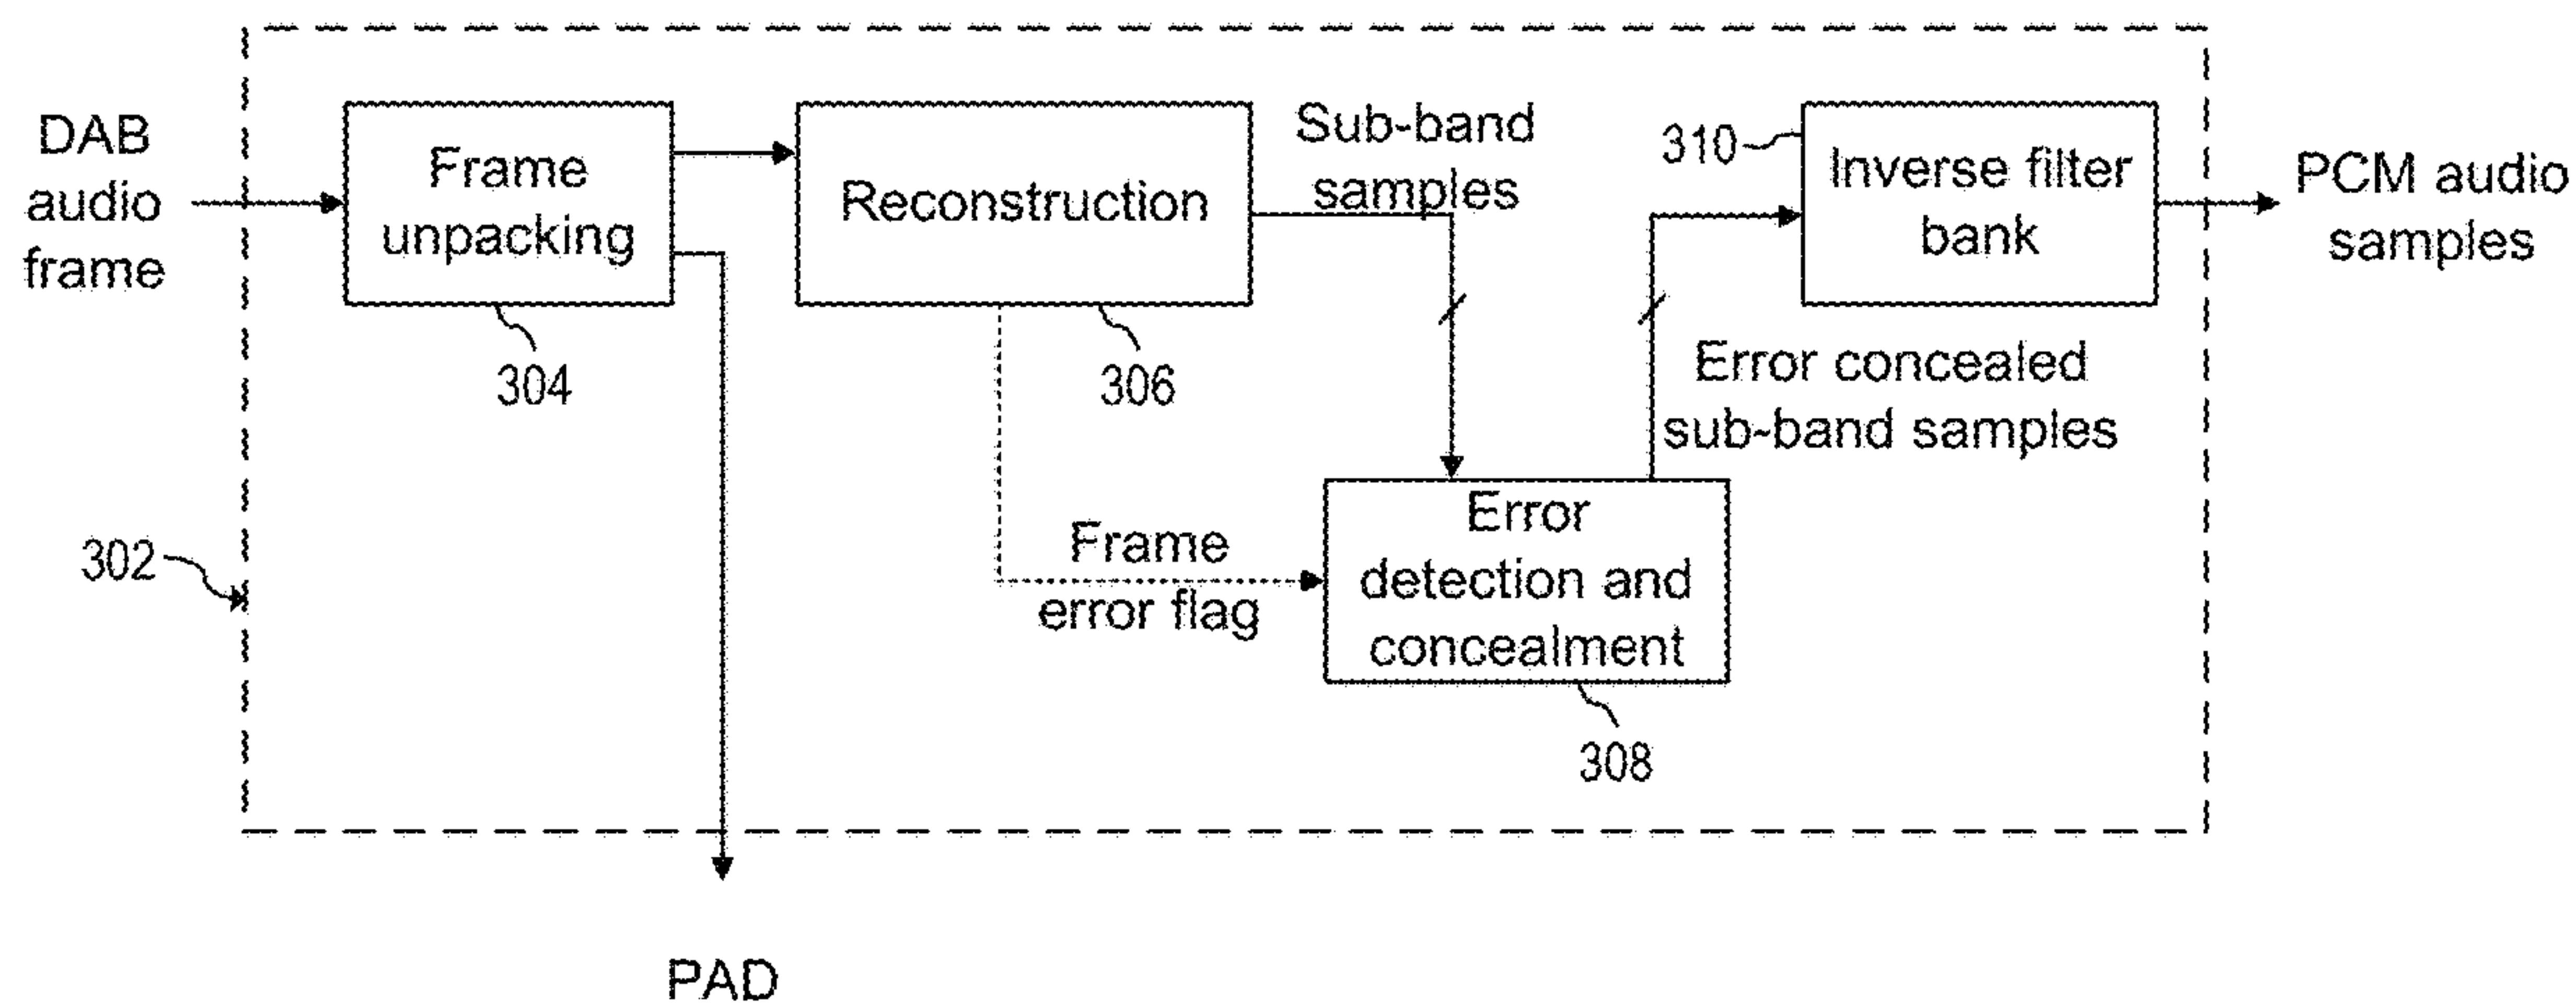 DAB
audio
frame
Frame
unpacking
304
Reconstruction
306
Sub-band
samples
310
Inverse filter
bank
PCM audio
samples
Error concealed
sub-band samples
302
Frame
error flag
Error
detection and
concealment
308
PAD